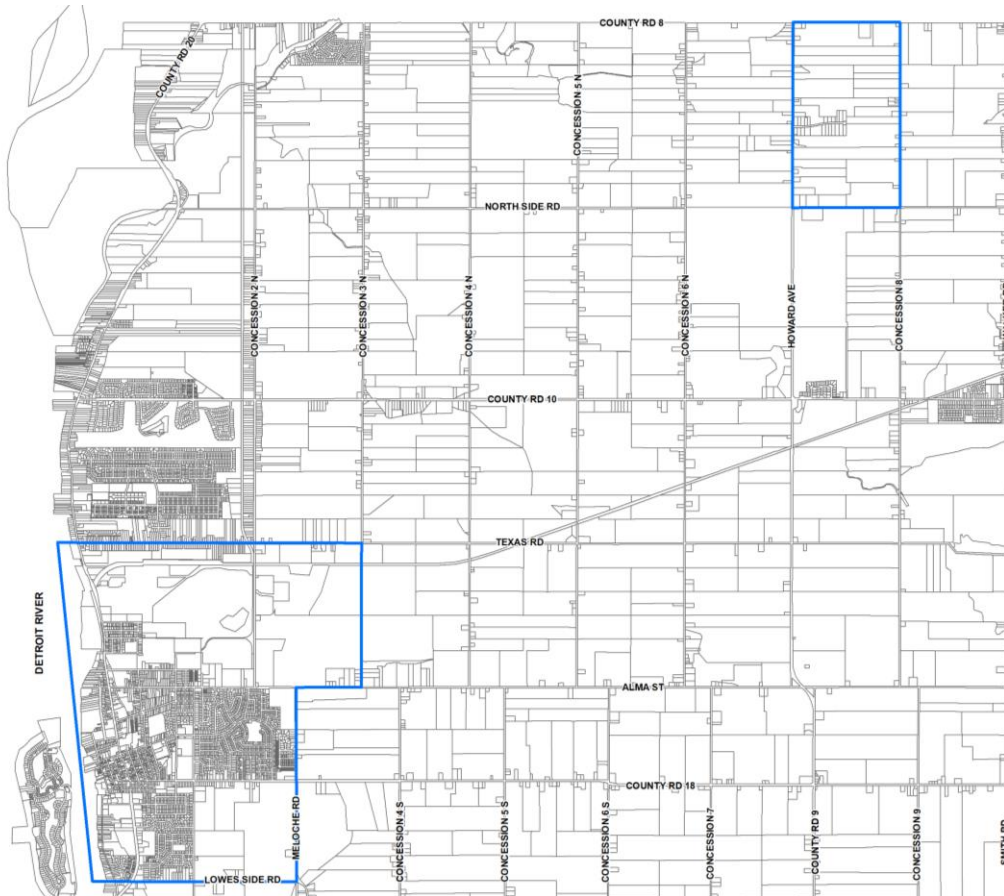 COUNTY RD 8
COUNTY RD 20
CONCESSION 5 N
NORTH SIDE RD
CONCESSION 2 N
CONCESSION 3 N
CONCESSION 4 N
CONCESSION 6 N
HOWARD AVE
CONCESSION 8
COUNTY RD 10
TEXAS RD
DETROIT RIVER
ALMA ST
COUNTY RD 18
MELOCHE RD
CONCESSION 4 S
CONCESSION 5 S
CONCESSION 6 S
CONCESSION 7
COUNTY RD 9
CONCESSION 9
LOWES SIDE RD